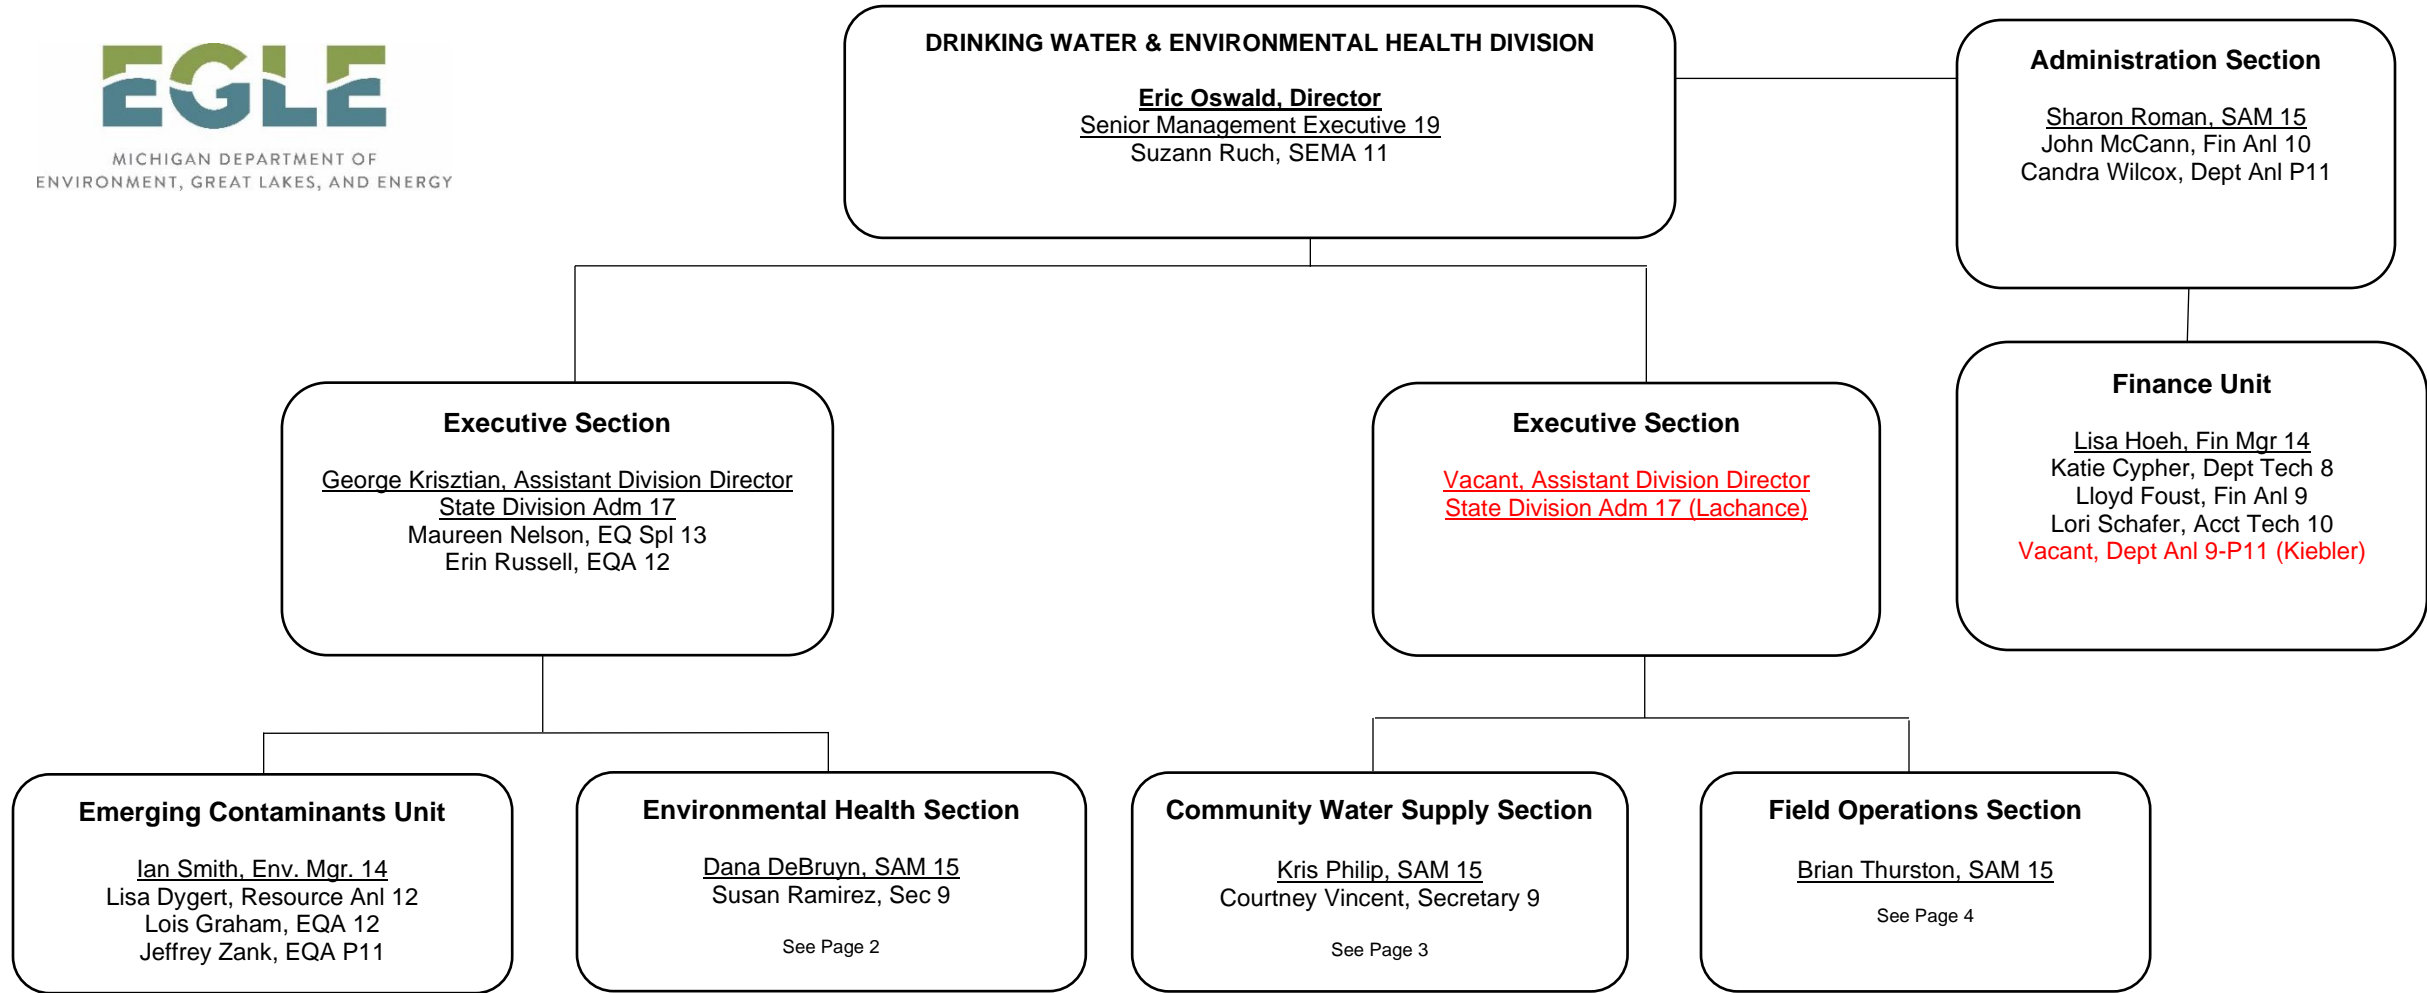 EGLE
MICHIGAN DEPARTMENT OF
ENVIRONMENT, GREAT LAKES, AND ENERGY
DRINKING WATER & ENVIRONMENTAL HEALTH DIVISION
Eric Oswald, Director
Senior Management Executive 19
Suzann Ruch, SEMA 11
Administration Section
Sharon Roman, SAM 15
John McCann, Fin Anl 10
Candra Wilcox, Dept Anl P11
Executive Section
George Krisztian, Assistant Division Director
State Division Adm 17
Maureen Nelson, EQ Spl 13
Erin Russell, EQA 12
Executive Section
Vacant, Assistant Division Director
State Division Adm 17 (Lachance)
Finance Unit
Lisa Hoeh, Fin Mgr 14
Katie Cypher, Dept Tech 8
Lloyd Foust, Fin Anl 9
Lori Schafer, Acct Tech 10
Vacant, Dept Anl 9-P11 (Kiebler)
Emerging Contaminants Unit
Ian Smith, Env. Mgr. 14
Lisa Dygert, Resource Anl 12
Lois Graham, EQA 12
Jeffrey Zank, EQA P11
Environmental Health Section
Dana DeBruyn, SAM 15
Susan Ramirez, Sec 9
See Page 2
Community Water Supply Section
Kris Philip, SAM 15
Courtney Vincent, Secretary 9
See Page 3
Field Operations Section
Brian Thurston, SAM 15
See Page 4